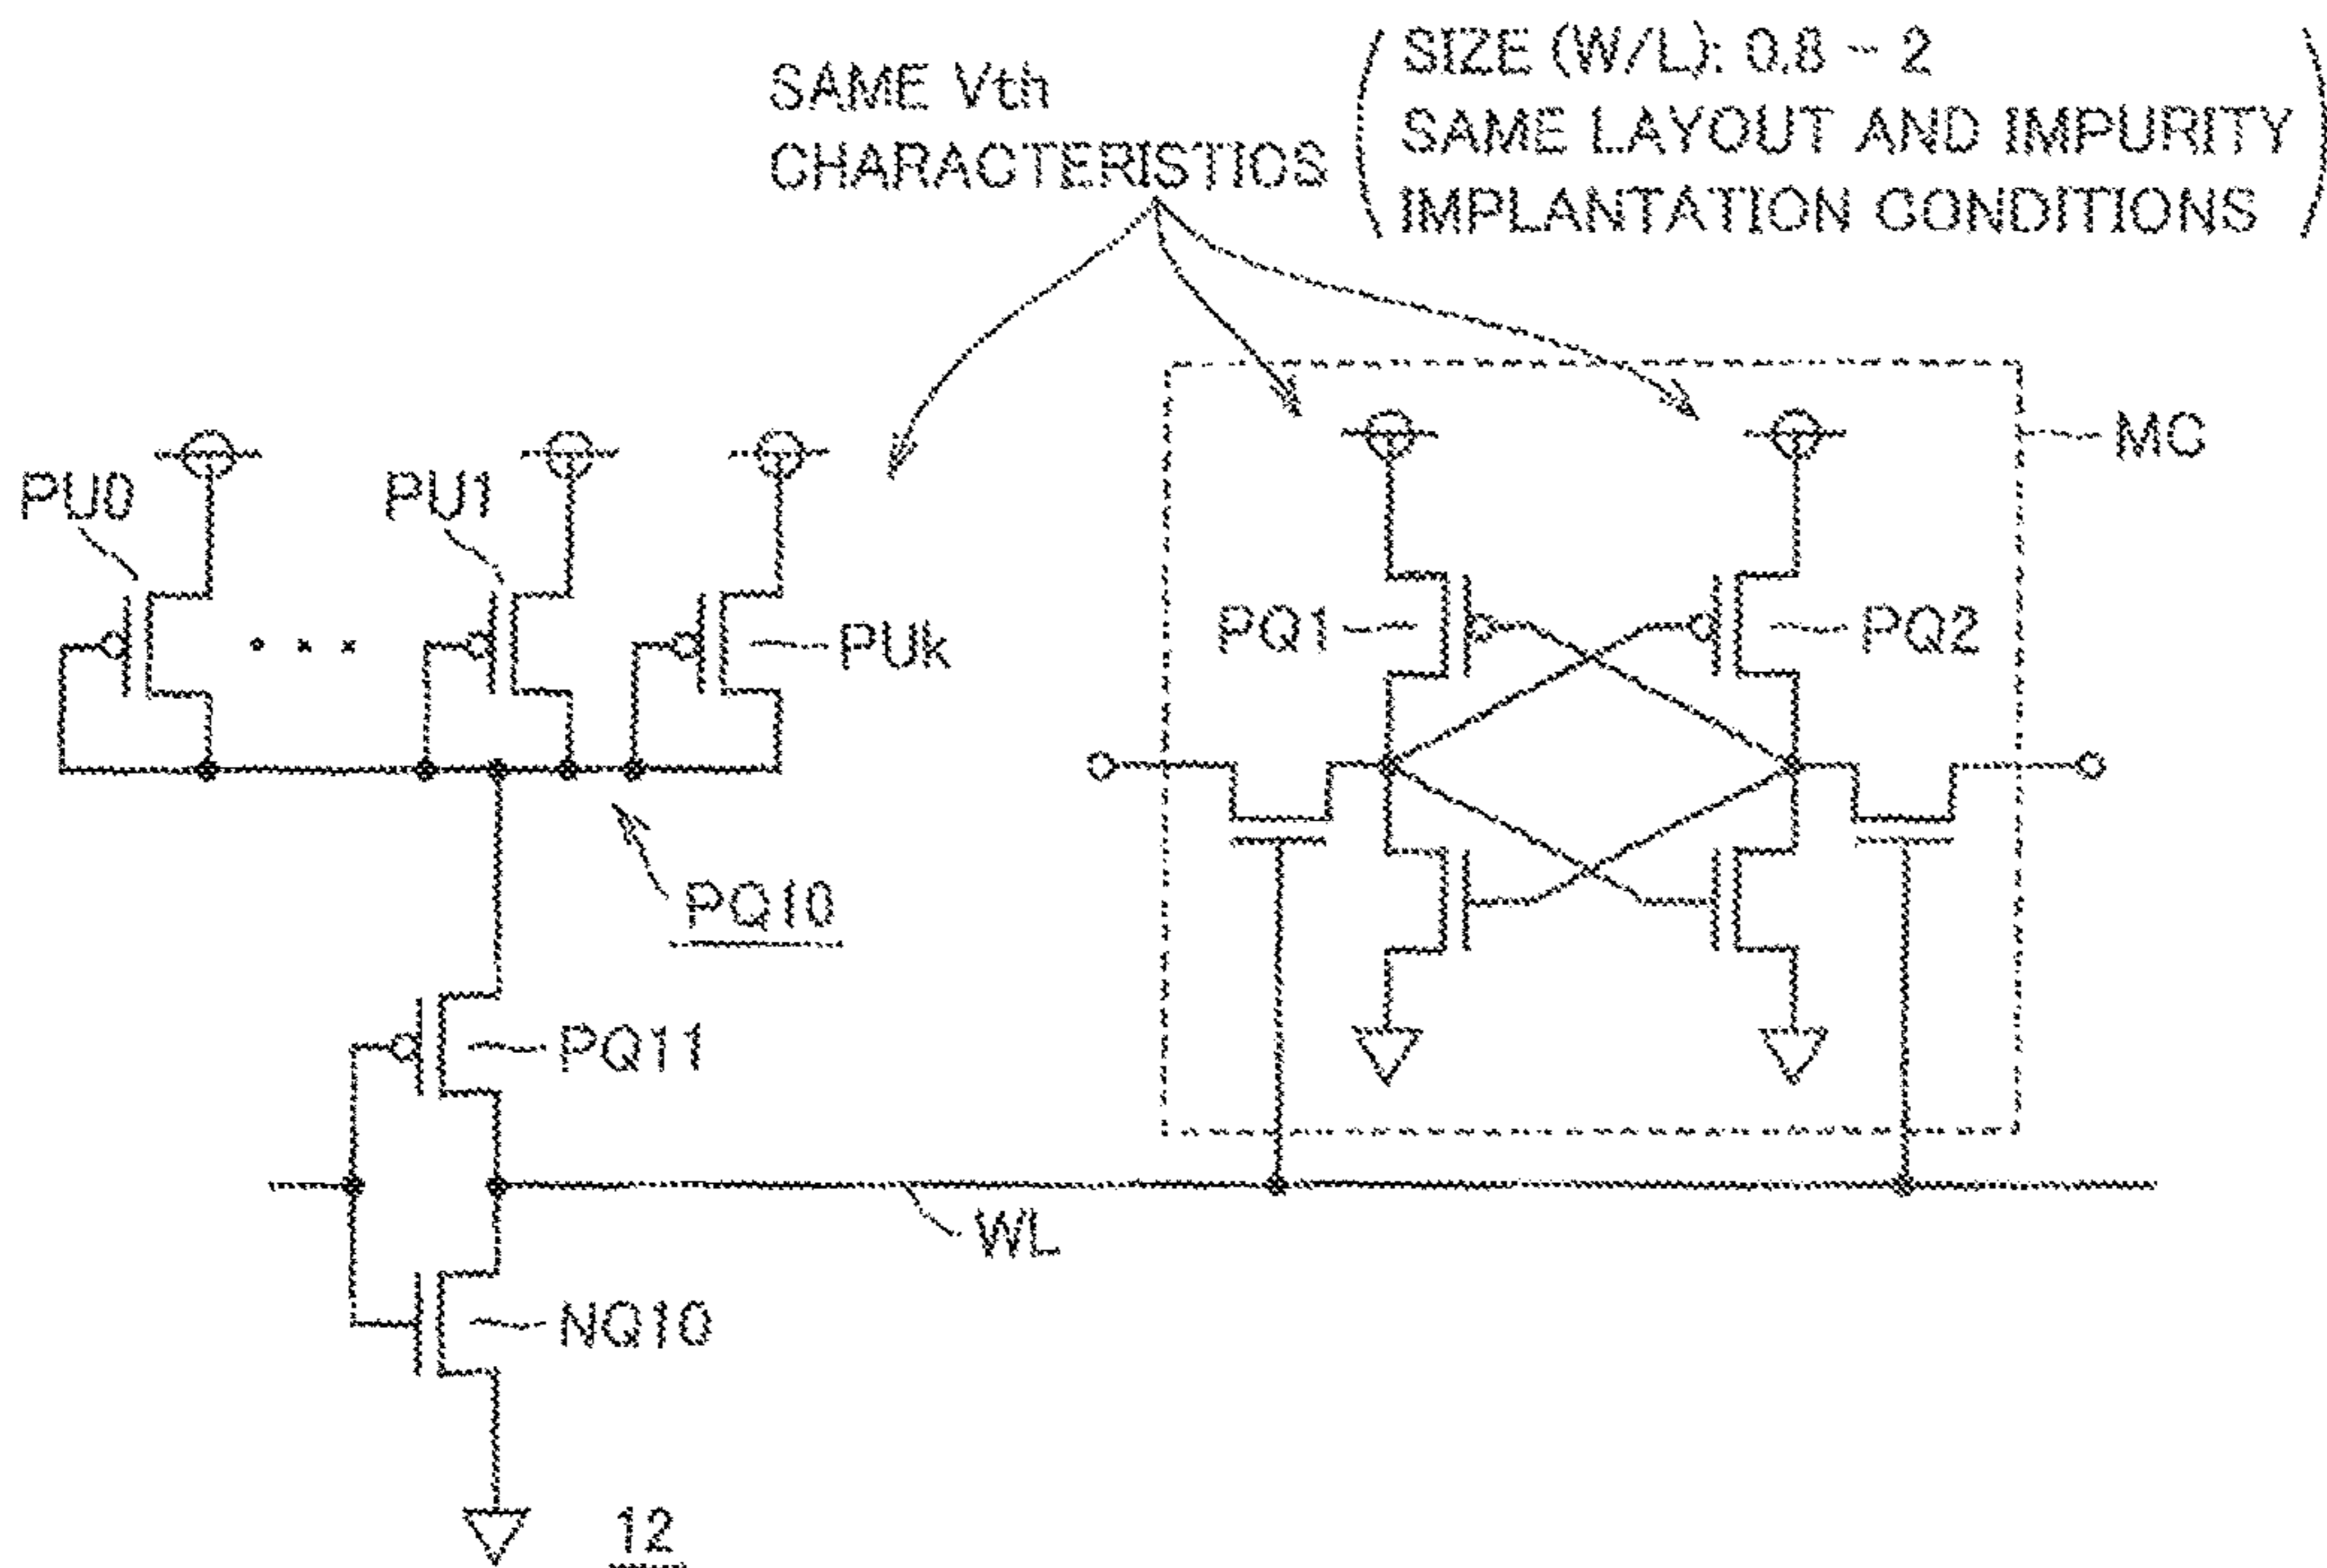 SAME Vth
CHARACTERISTICS
SIZE (W/L): 0.8 - 2
SAME LAYOUT AND IMPURITY
IMPLANTATION CONDITIONS
MC
PU0
PU1
PUk
PQ1
PQ2
PQ10
PQ11
WL
NQ10
12